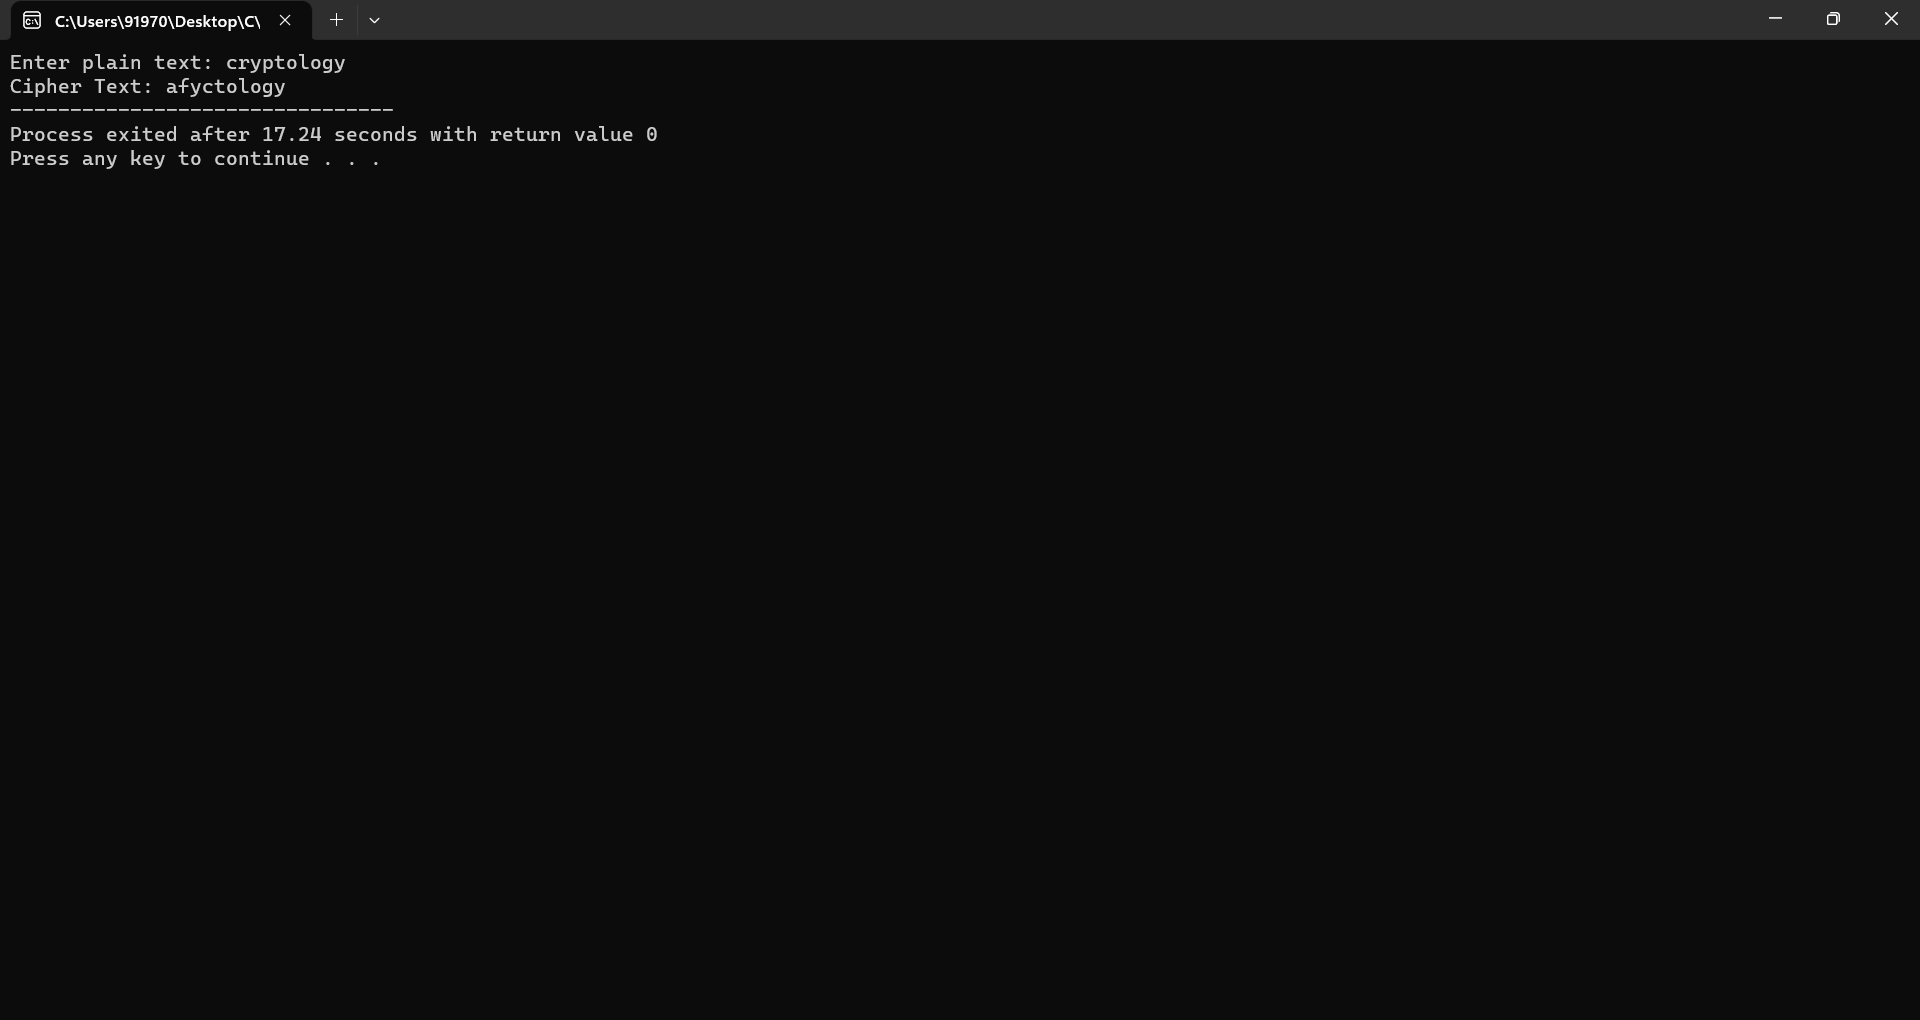 C:\Users\91970\Desktop\C\
Enter plain text: cryptology
Cipher Text: afyctology
--------------------------------
Process exited after 17.24 seconds with return value 0
Press any key to continue . . .